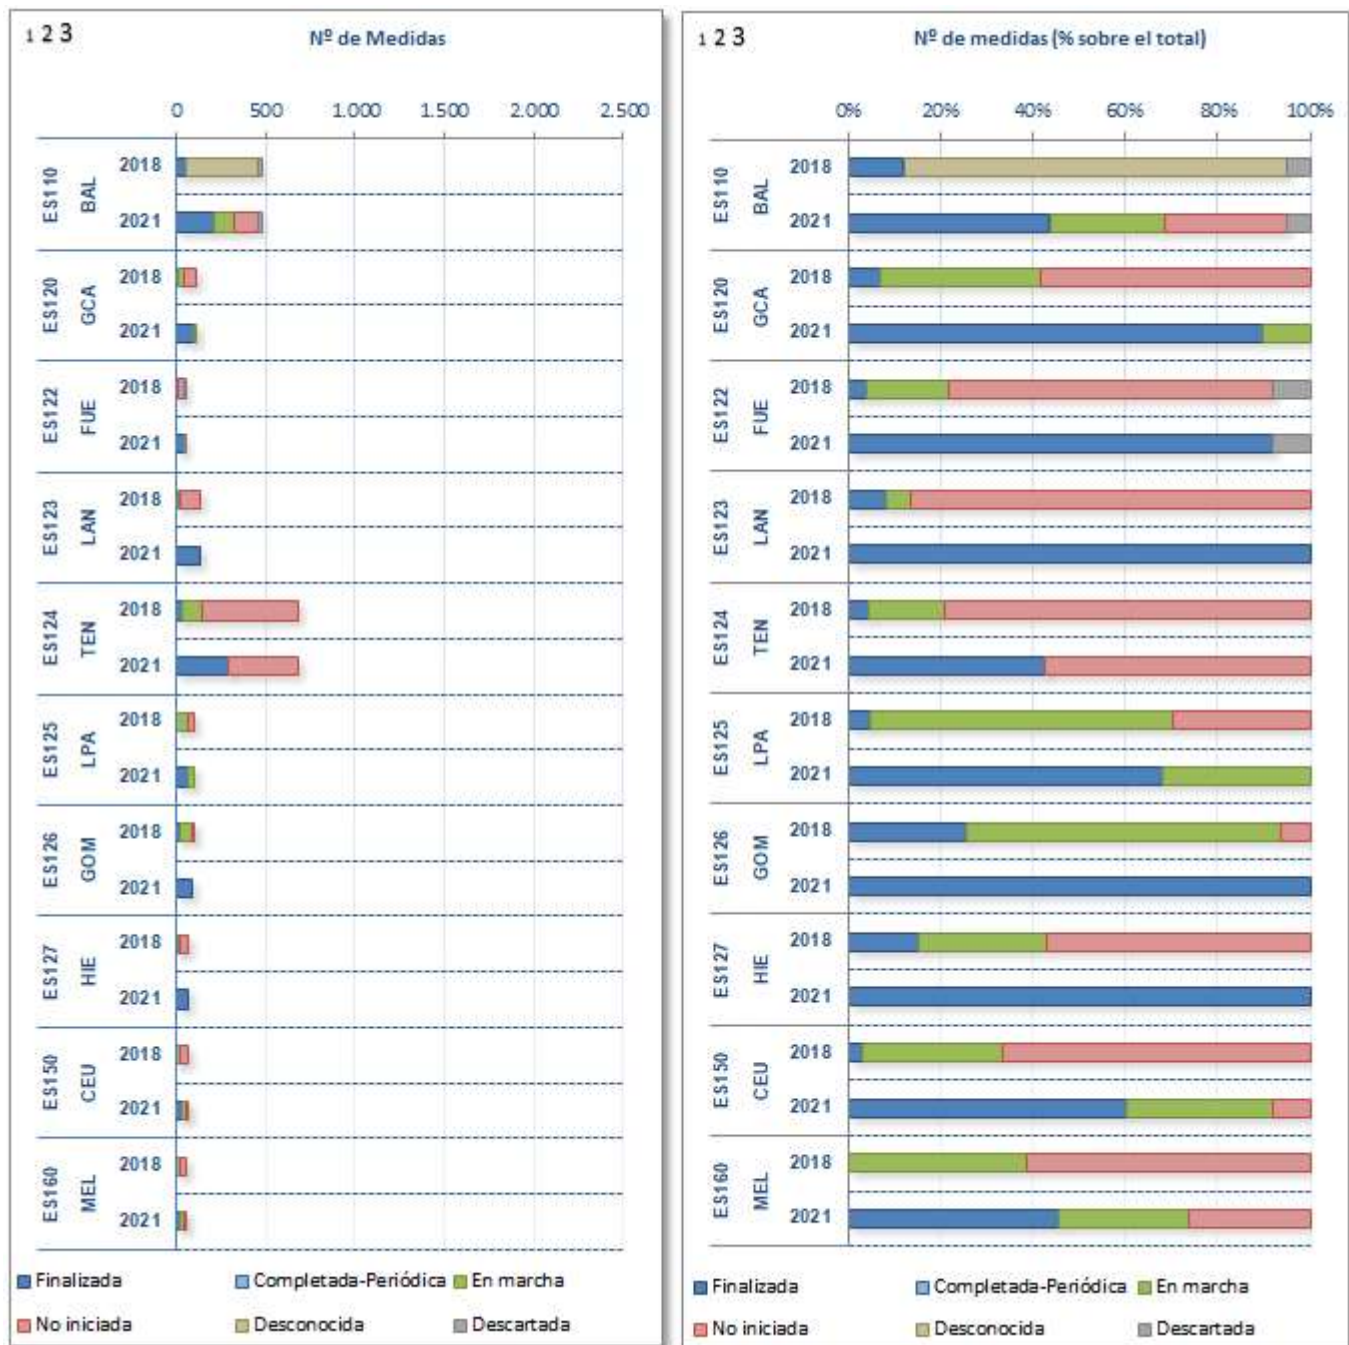 1 2 3
Nº de Medidas
0 500 1.000 1.500 2.000 2.500
ES110 BAL
2018
2021
ES120 GCA
2018
2021
ES122 FUE
2018
2021
ES123 LAN
2018
2021
ES124 TEN
2018
2021
ES125 LPA
2018
2021
ES126 GOM
2018
2021
ES127 HIE
2018
2021
ES150 CEU
2018
2021
ES160 MEL
2018
2021
Finalizada Completada-Periódica En marcha
No iniciada Desconocida Descartada
1 2 3
Nº de medidas (% sobre el total)
0% 20% 40% 60% 80% 100%
ES110 BAL
2018
2021
ES120 GCA
2018
2021
ES122 FUE
2018
2021
ES123 LAN
2018
2021
ES124 TEN
2018
2021
ES125 LPA
2018
2021
ES126 GOM
2018
2021
ES127 HIE
2018
2021
ES150 CEU
2018
2021
ES160 MEL
2018
2021
Finalizada Completada-Periódica En marcha
No iniciada Desconocida Descartada